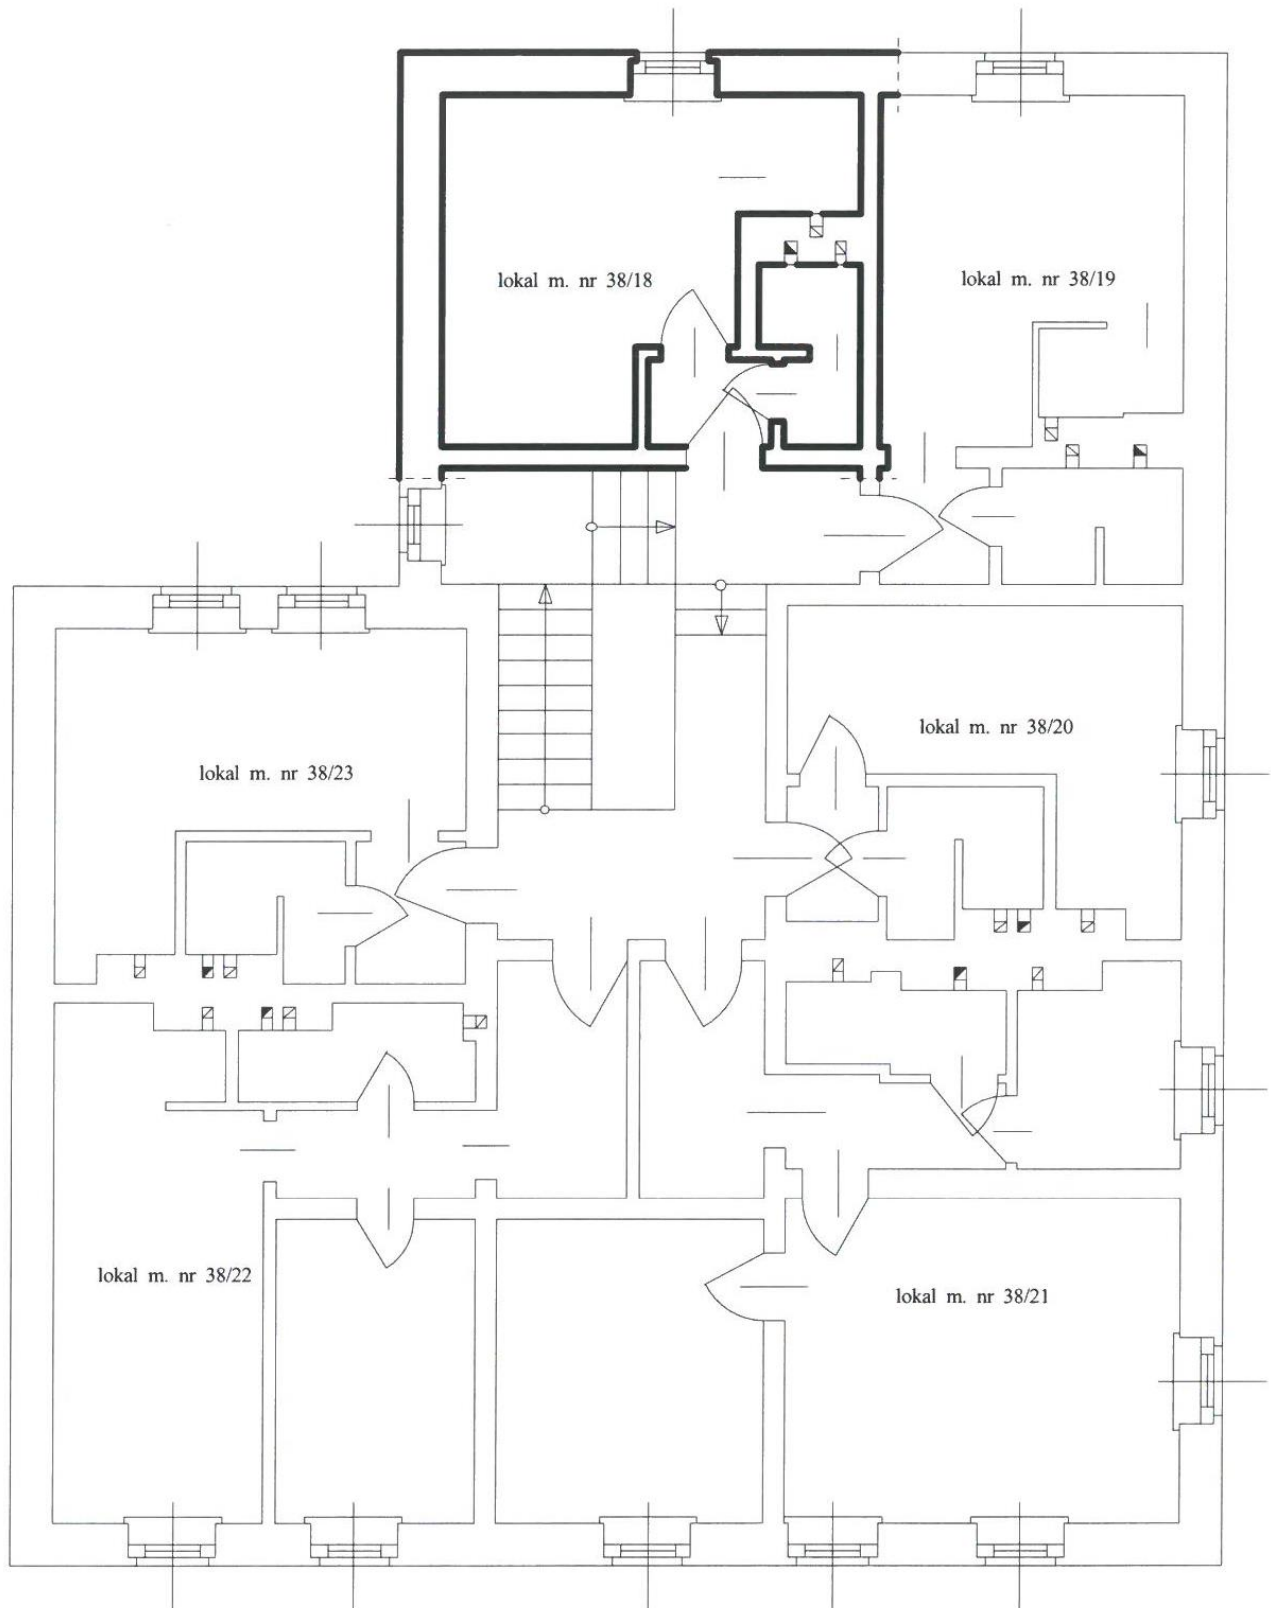 lokal m. nr 38/18
lokal m. nr 38/19
lokal m. nr 38/20
lokal m. nr 38/23
lokal m. nr 38/22
lokal m. nr 38/21